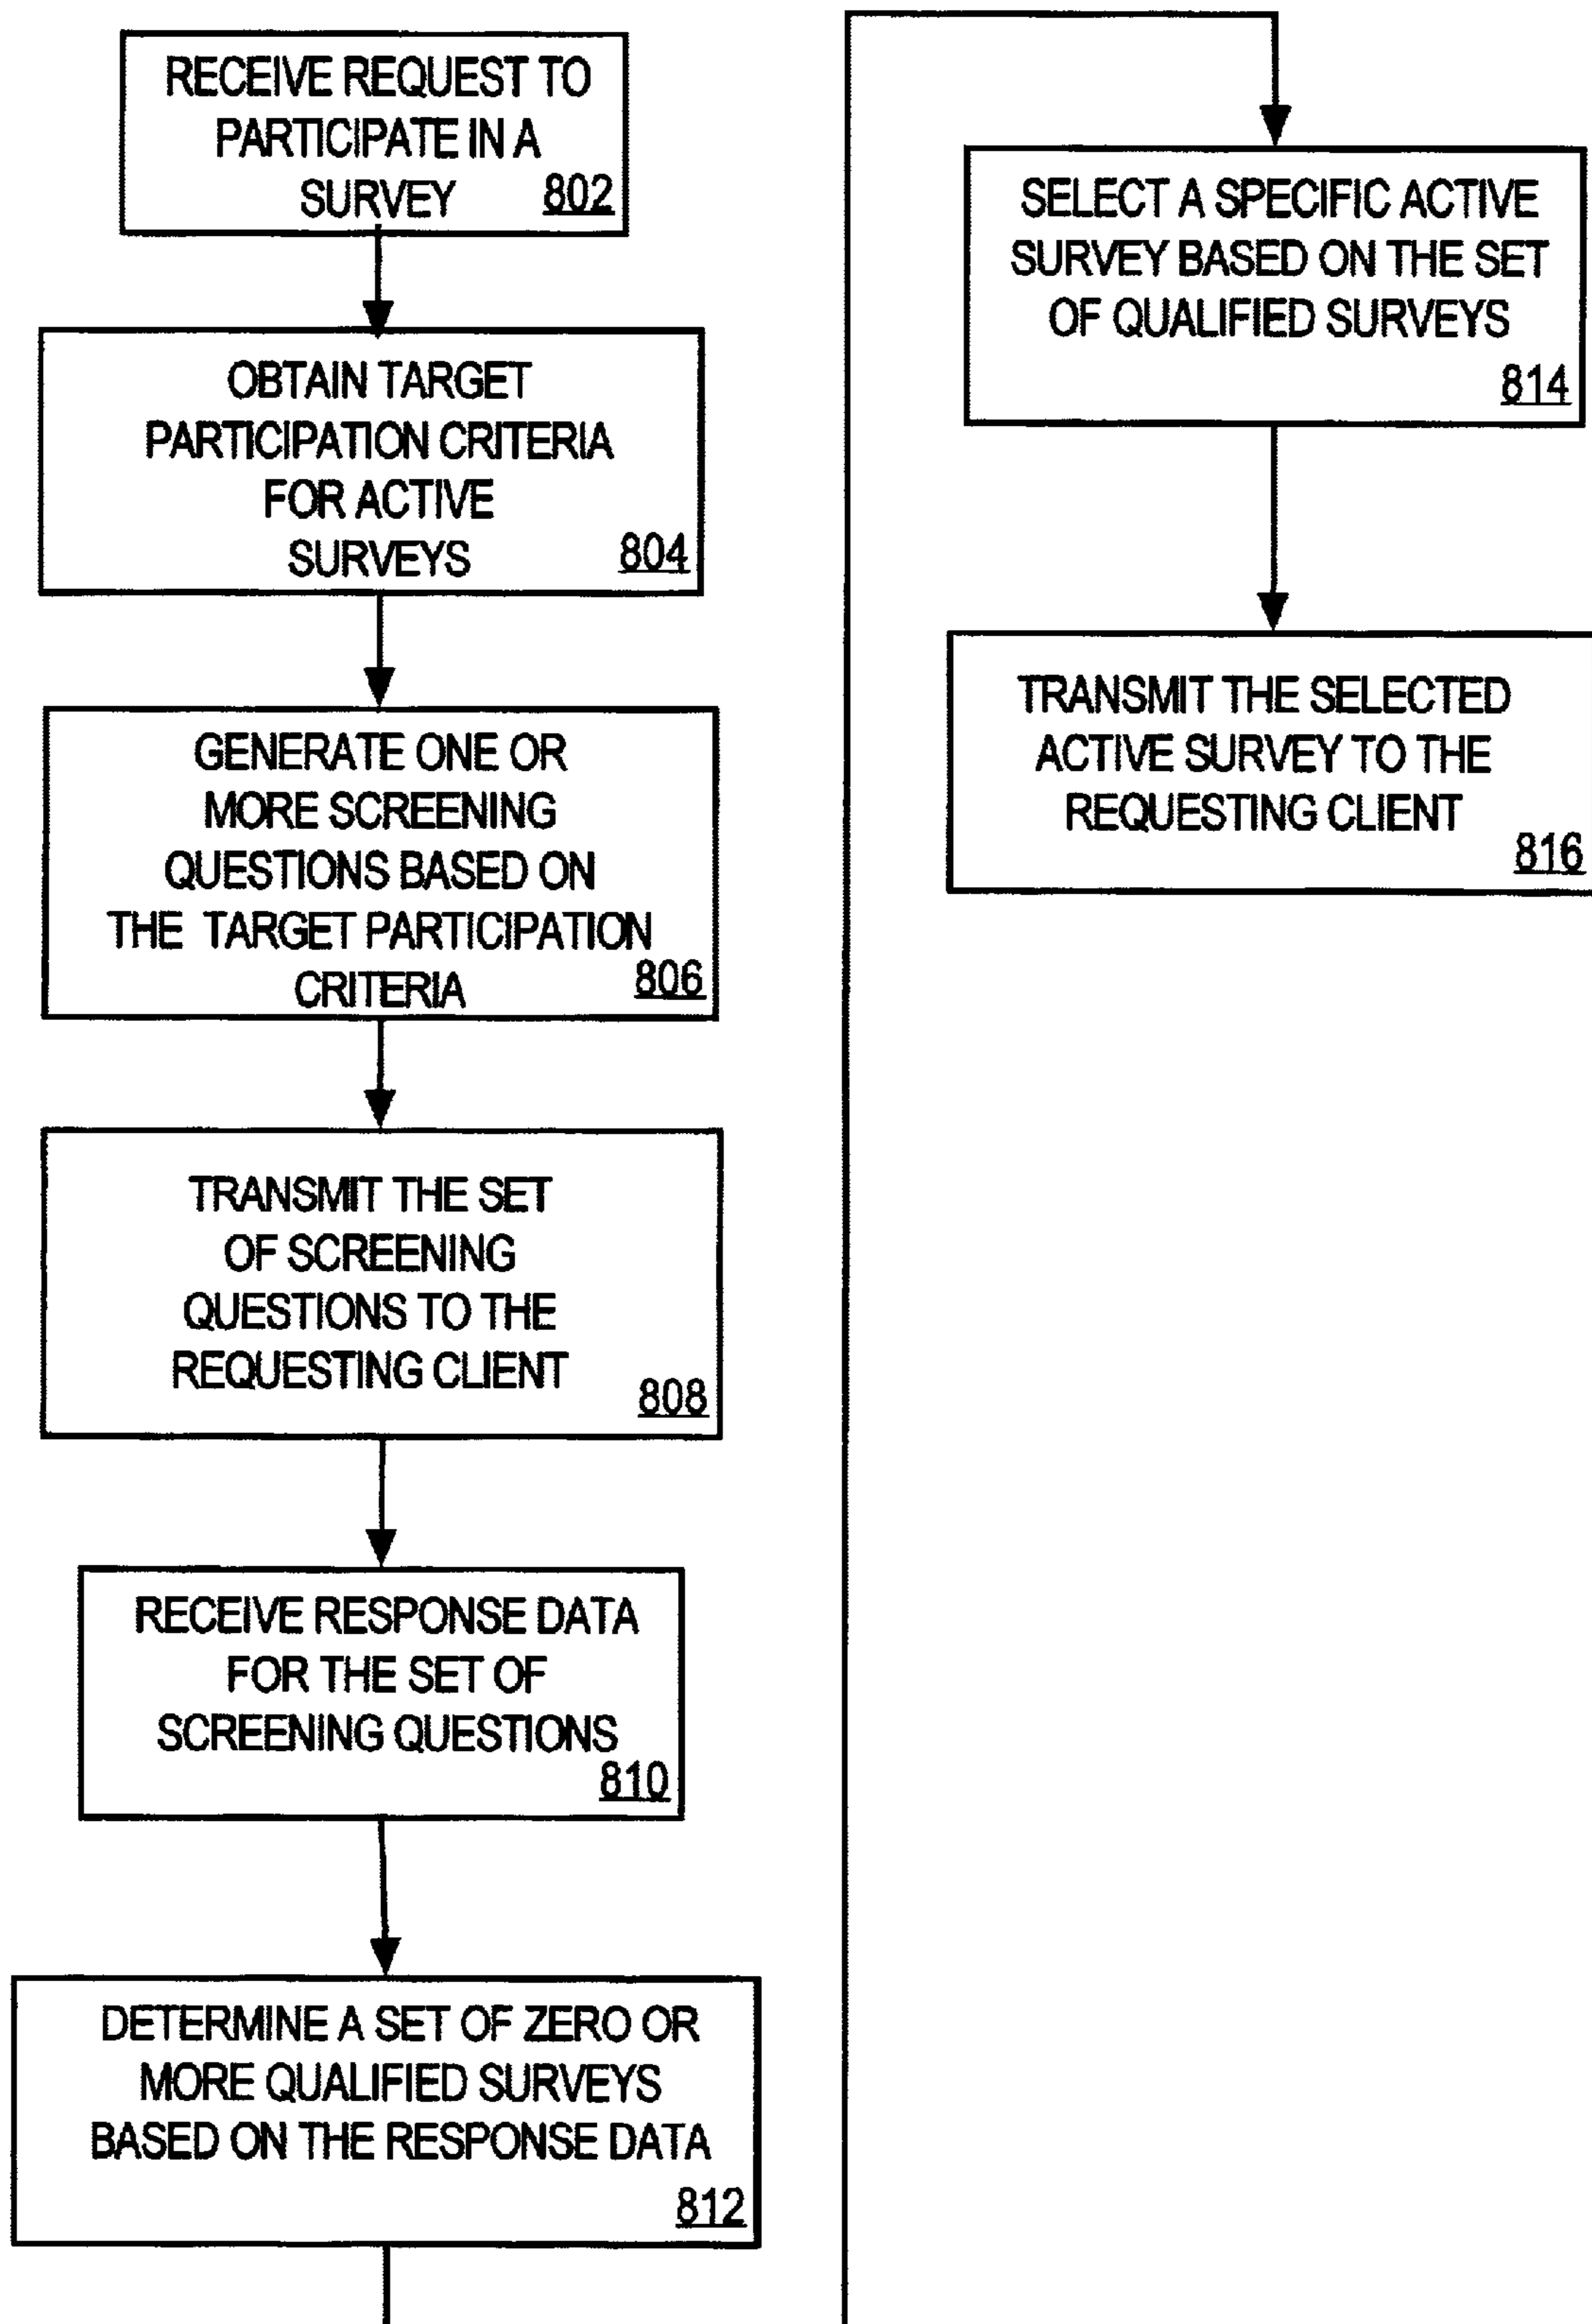 RECEIVE REQUEST TO
PARTICIPATE IN A
SURVEY 802
OBTAIN TARGET
PARTICIPATION CRITERIA
FOR ACTIVE
SURVEYS 804
GENERATE ONE OR
MORE SCREENING
QUESTIONS BASED ON
THE TARGET PARTICIPATION
CRITERIA 806
TRANSMIT THE SET
OF SCREENING
QUESTIONS TO THE
REQUESTING CLIENT
808
RECEIVE RESPONSE DATA
FOR THE SET OF
SCREENING QUESTIONS
810
DETERMINE A SET OF ZERO OR
MORE QUALIFIED SURVEYS
BASED ON THE RESPONSE DATA
812
SELECT A SPECIFIC ACTIVE
SURVEY BASED ON THE SET
OF QUALIFIED SURVEYS
814
TRANSMIT THE SELECTED
ACTIVE SURVEY TO THE
REQUESTING CLIENT
816